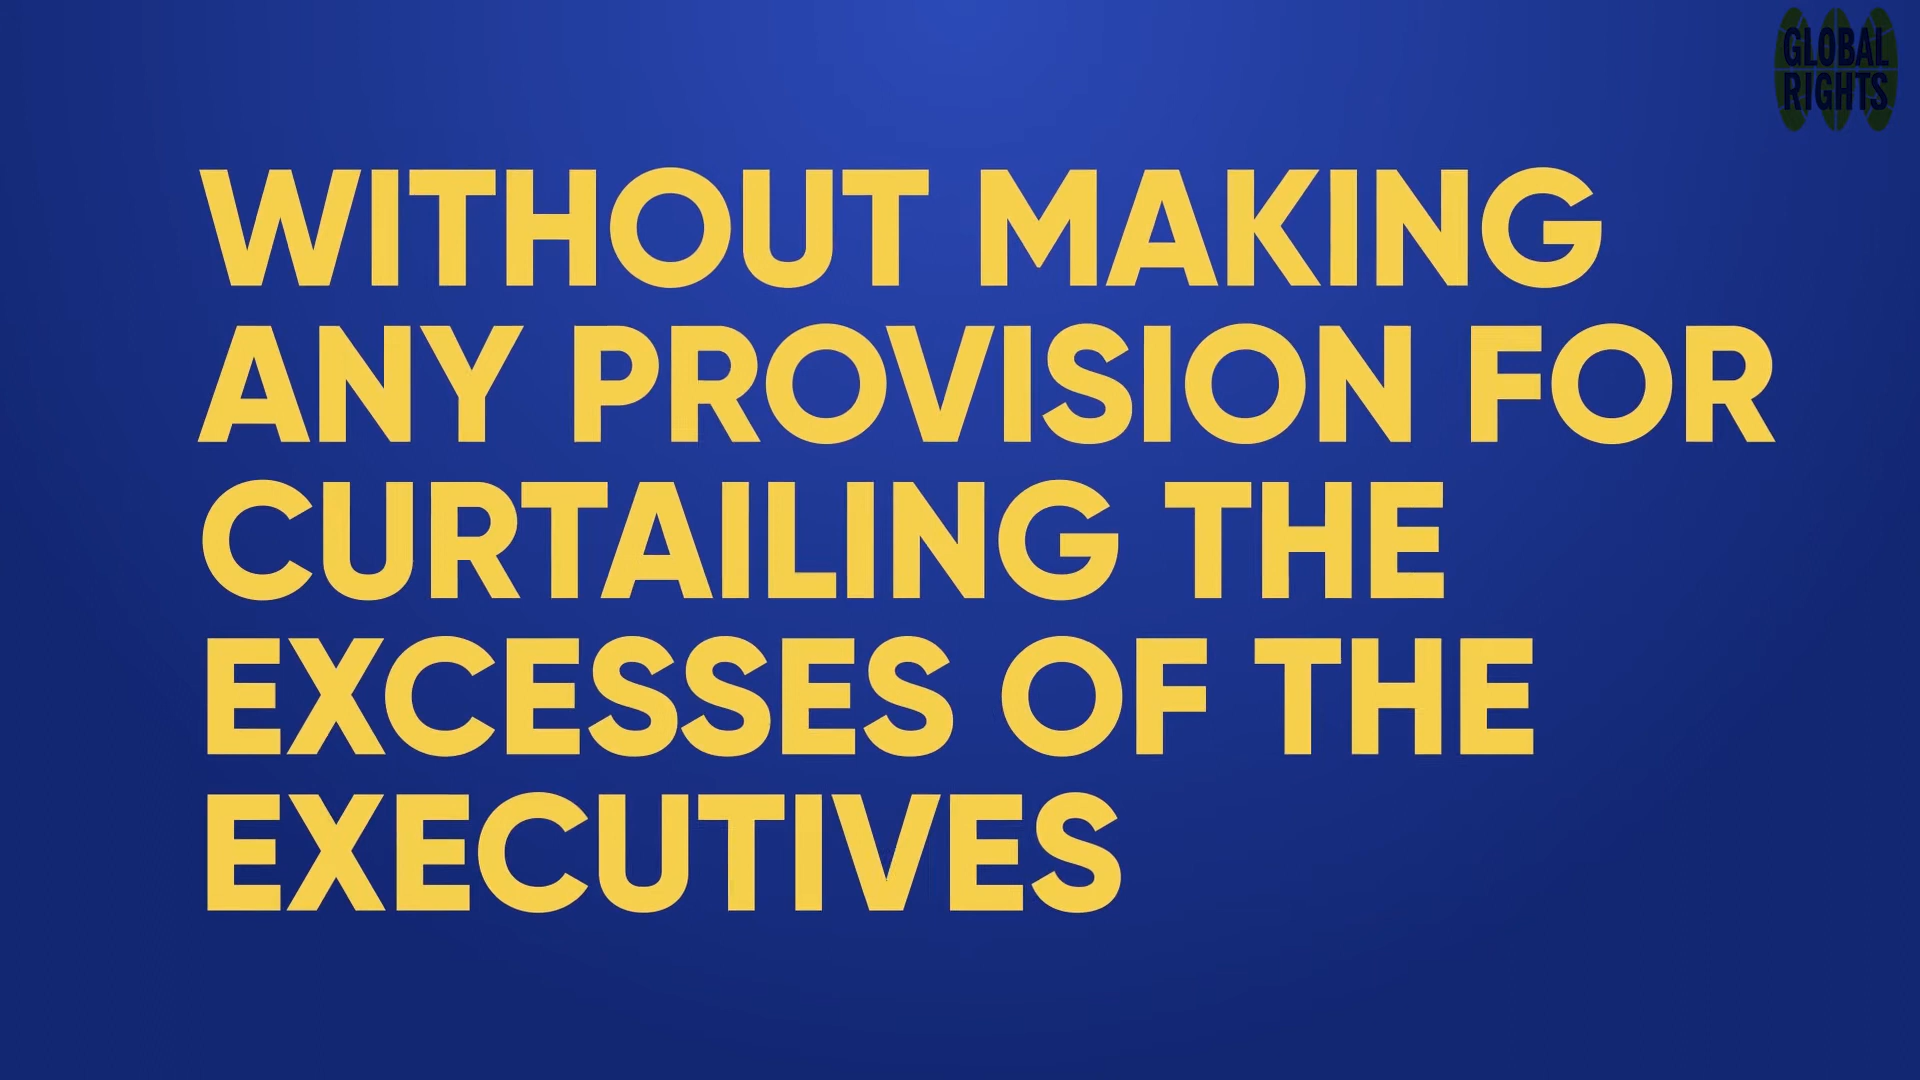 GLOBAL
RIGHTS
WITHOUT MAKING
ANY PROVISION FOR
CURTAILING THE
EXCESSES OF THE
EXECUTIVES